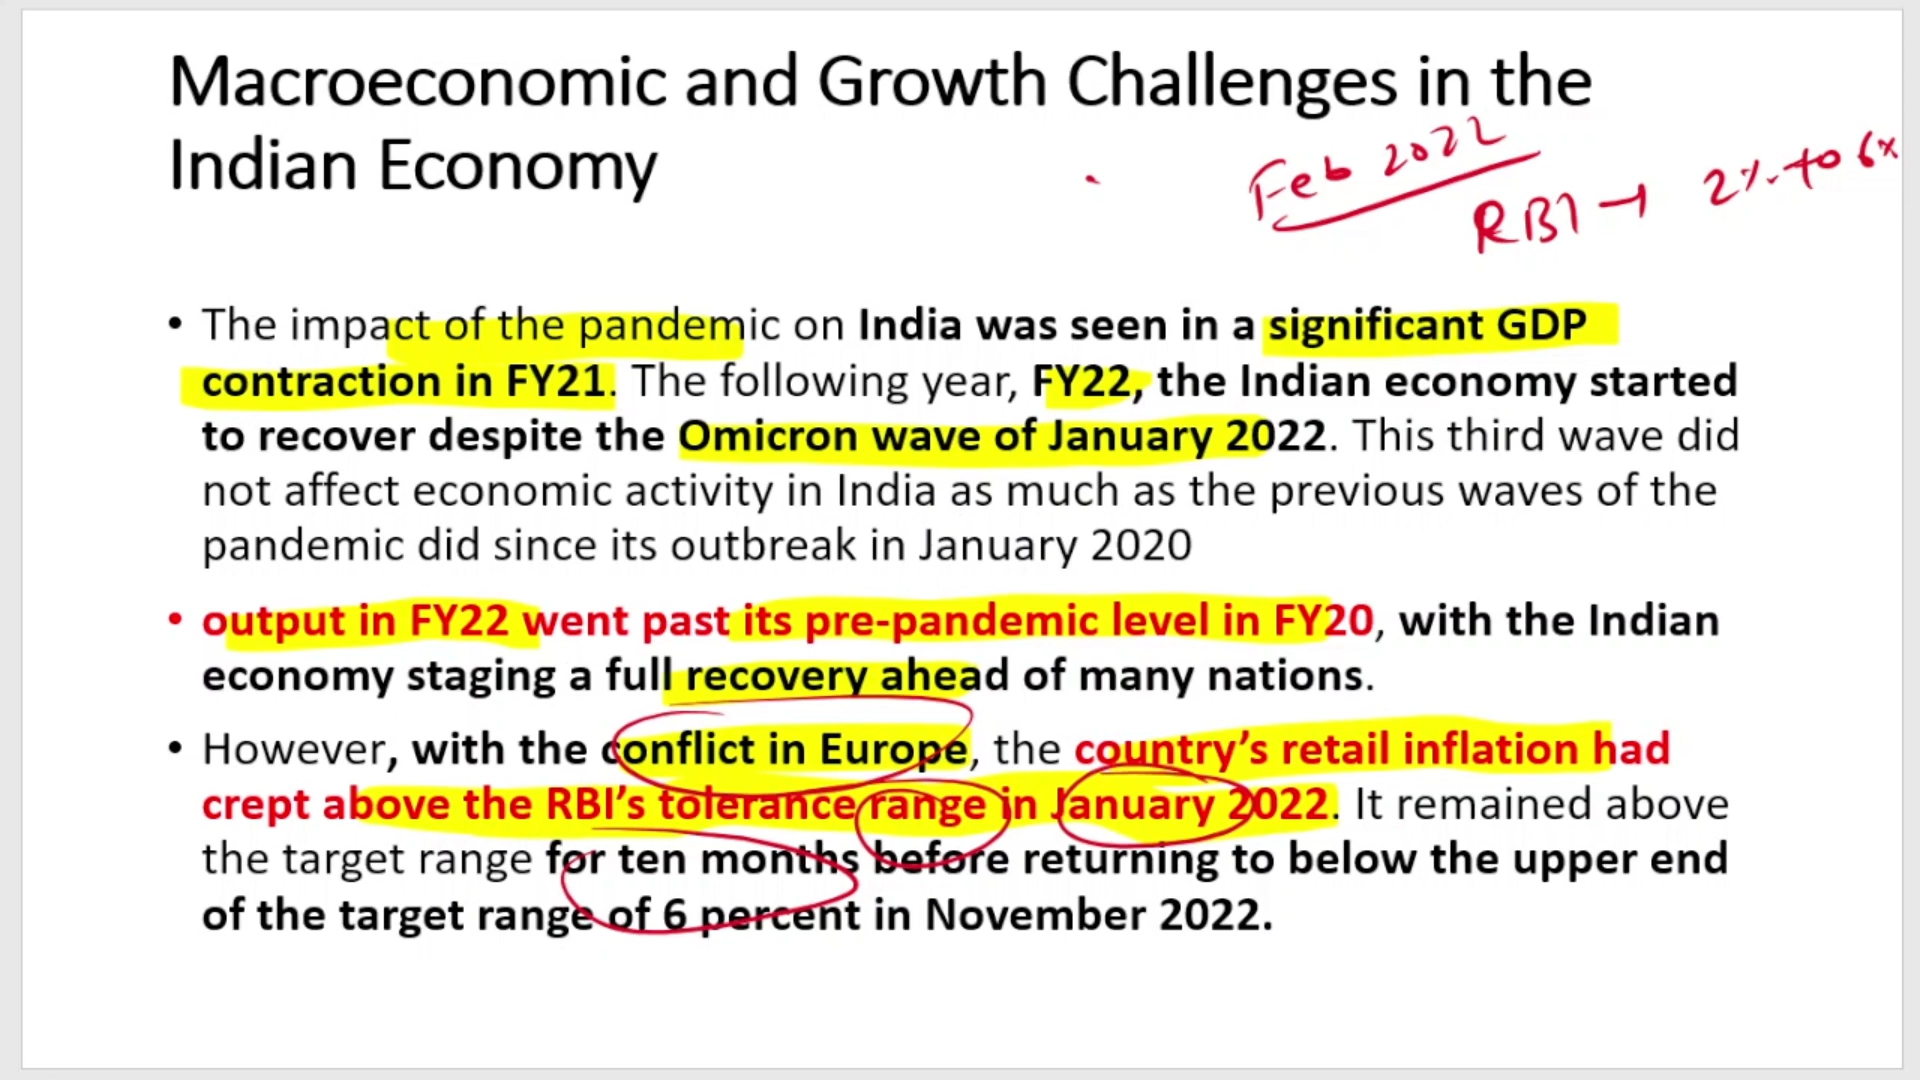 Macroeconomic and Growth Challenges in the
Indian Economy
Feb 2022
RBI → 2% to 6%
• The impact of the pandemic on India was seen in a significant GDP
contraction in FY21. The following year, FY22, the Indian economy started
to recover despite the Omicron wave of January 2022. This third wave did
not affect economic activity in India as much as the previous waves of the
pandemic did since its outbreak in January 2020
• output in FY22 went past its pre-pandemic level in FY20, with the Indian
economy staging a full recovery ahead of many nations.
• However, with the conflict in Europe, the country’s retail inflation had
crept above the RBI’s tolerance range in January 2022. It remained above
the target range for ten months before returning to below the upper end
of the target range of 6 percent in November 2022.